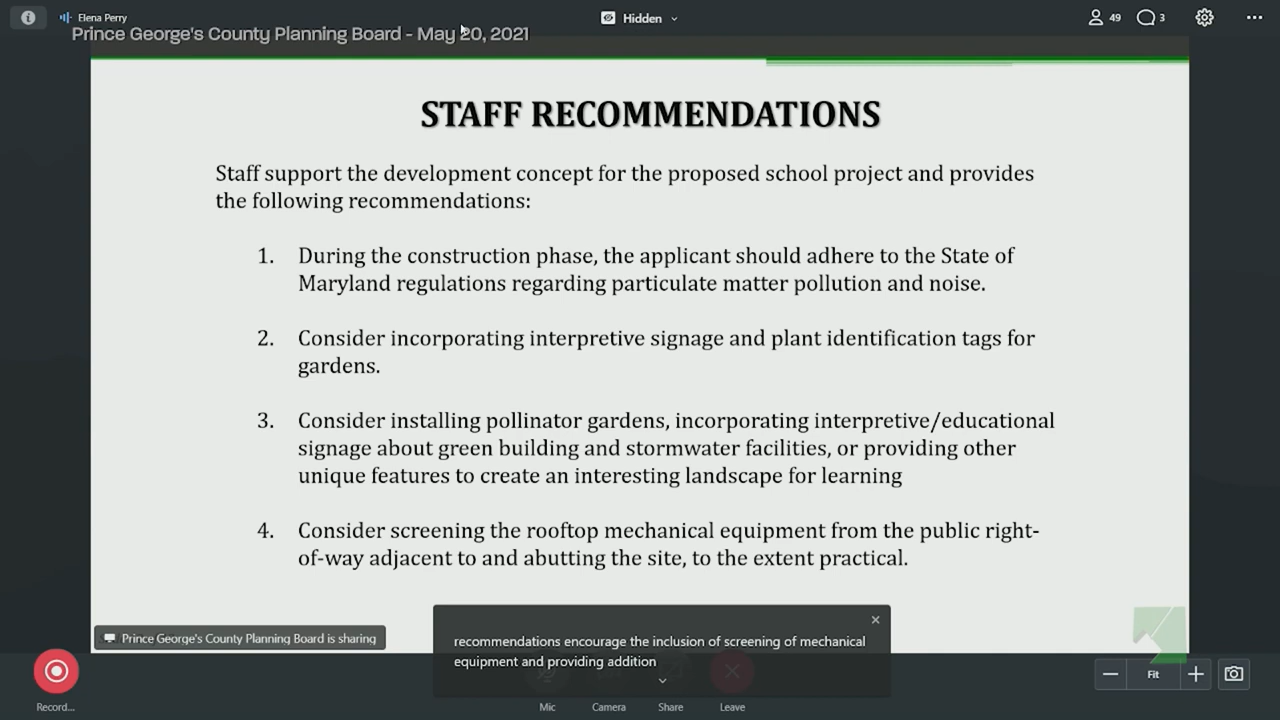 Elena Perry
Hidden
49
3
Prince George's County Planning Board - May 20, 2021
STAFF RECOMMENDATIONS
Staff support the development concept for the proposed school project and provides
the following recommendations:
1. During the construction phase, the applicant should adhere to the State of
Maryland regulations regarding particulate matter pollution and noise.
2. Consider incorporating interpretive signage and plant identification tags for
gardens.
3. Consider installing pollinator gardens, incorporating interpretive/educational
signage about green building and stormwater facilities, or providing other
unique features to create an interesting landscape for learning
4. Consider screening the rooftop mechanical equipment from the public right-
of-way adjacent to and abutting the site, to the extent practical.
Prince George's County Planning Board is sharing
recommendations encourage the inclusion of screening of mechanical
equipment and providing addition
Fit
Record...
Mic
Camera
Share
Leave